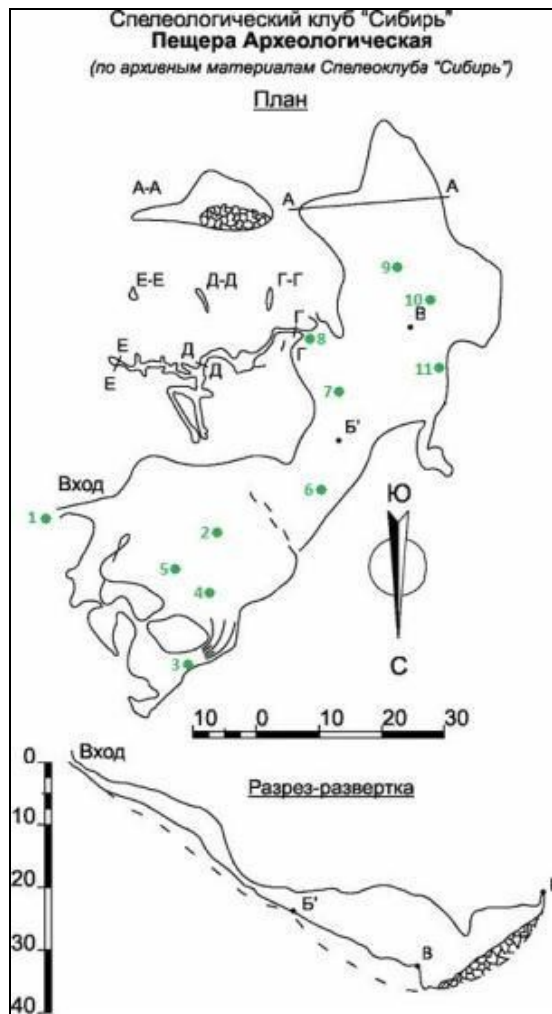 Спелеологический клуб "Сибирь"
Пещера Археологическая
(по архивным материалам Спелеоклуба "Сибирь")
План
А-А
А
А
Е-Е
Д-Д
Г-Г
9
10
В
Г
8
Г
Е
Д
Е
Д
11
7
Б'
Вход
6
Ю
1
2
5
4
С
3
10 0 10 20 30
Вход
Разрез-развертка
0
10
20
30
40
Б'
В